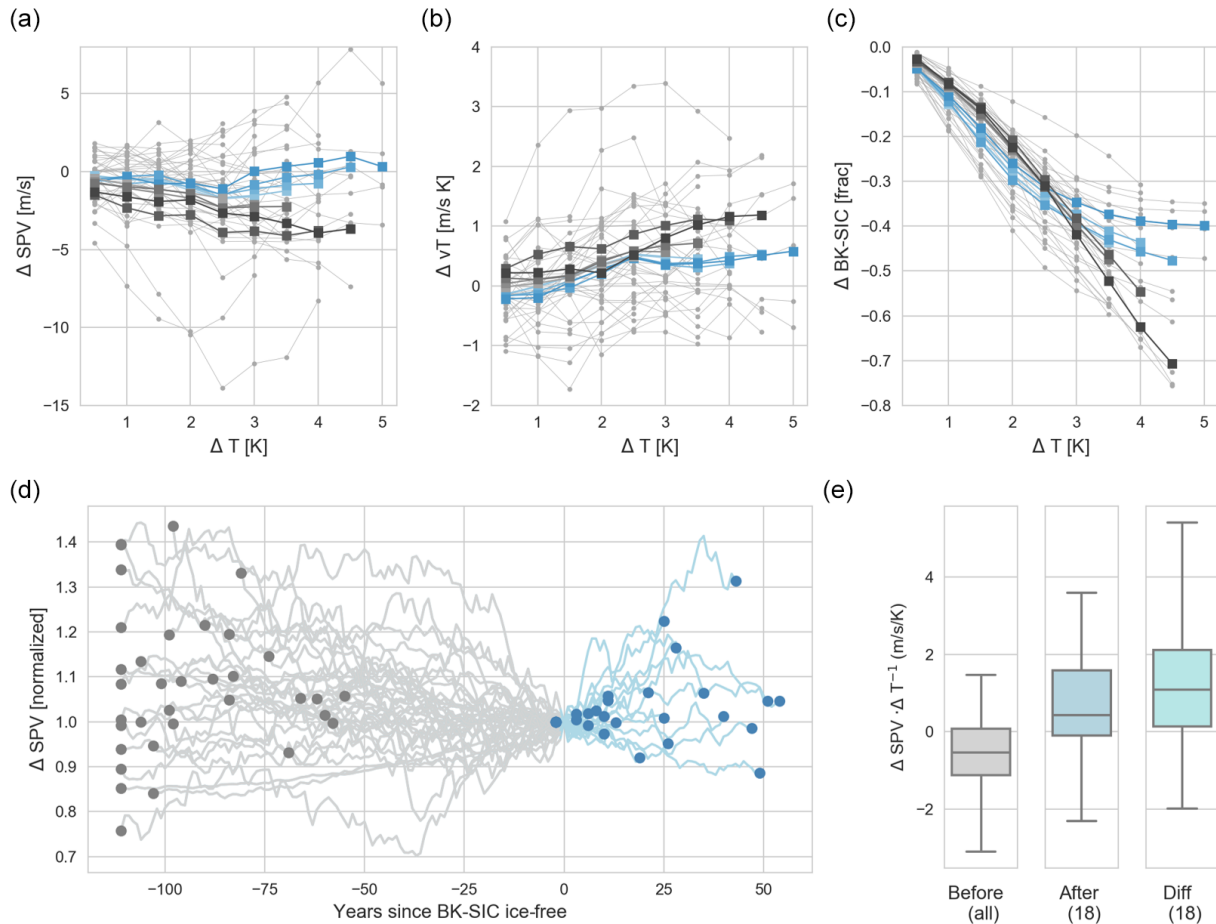 (a)
(b)
(c)
Δ SPV [m/s]
5
0
−5
−10
−15
1 2 3 4 5
Δ T [K]
Δ vT [m/s K]
4
3
2
1
0
−1
−2
1 2 3 4 5
Δ T [K]
Δ BK-SIC [frac]
0.0
−0.1
−0.2
−0.3
−0.4
−0.5
−0.6
−0.7
−0.8
1 2 3 4 5
Δ T [K]
(d)
(e)
Δ SPV [normalized]
1.4
1.3
1.2
1.1
1.0
0.9
0.8
0.7
−100 −75 −50 −25 0 25 50
Years since BK-SIC ice-free
Δ SPV ·Δ T⁻¹ (m/s/K)
4
2
0
−2
Before
(all)
After
(18)
Diff
(18)